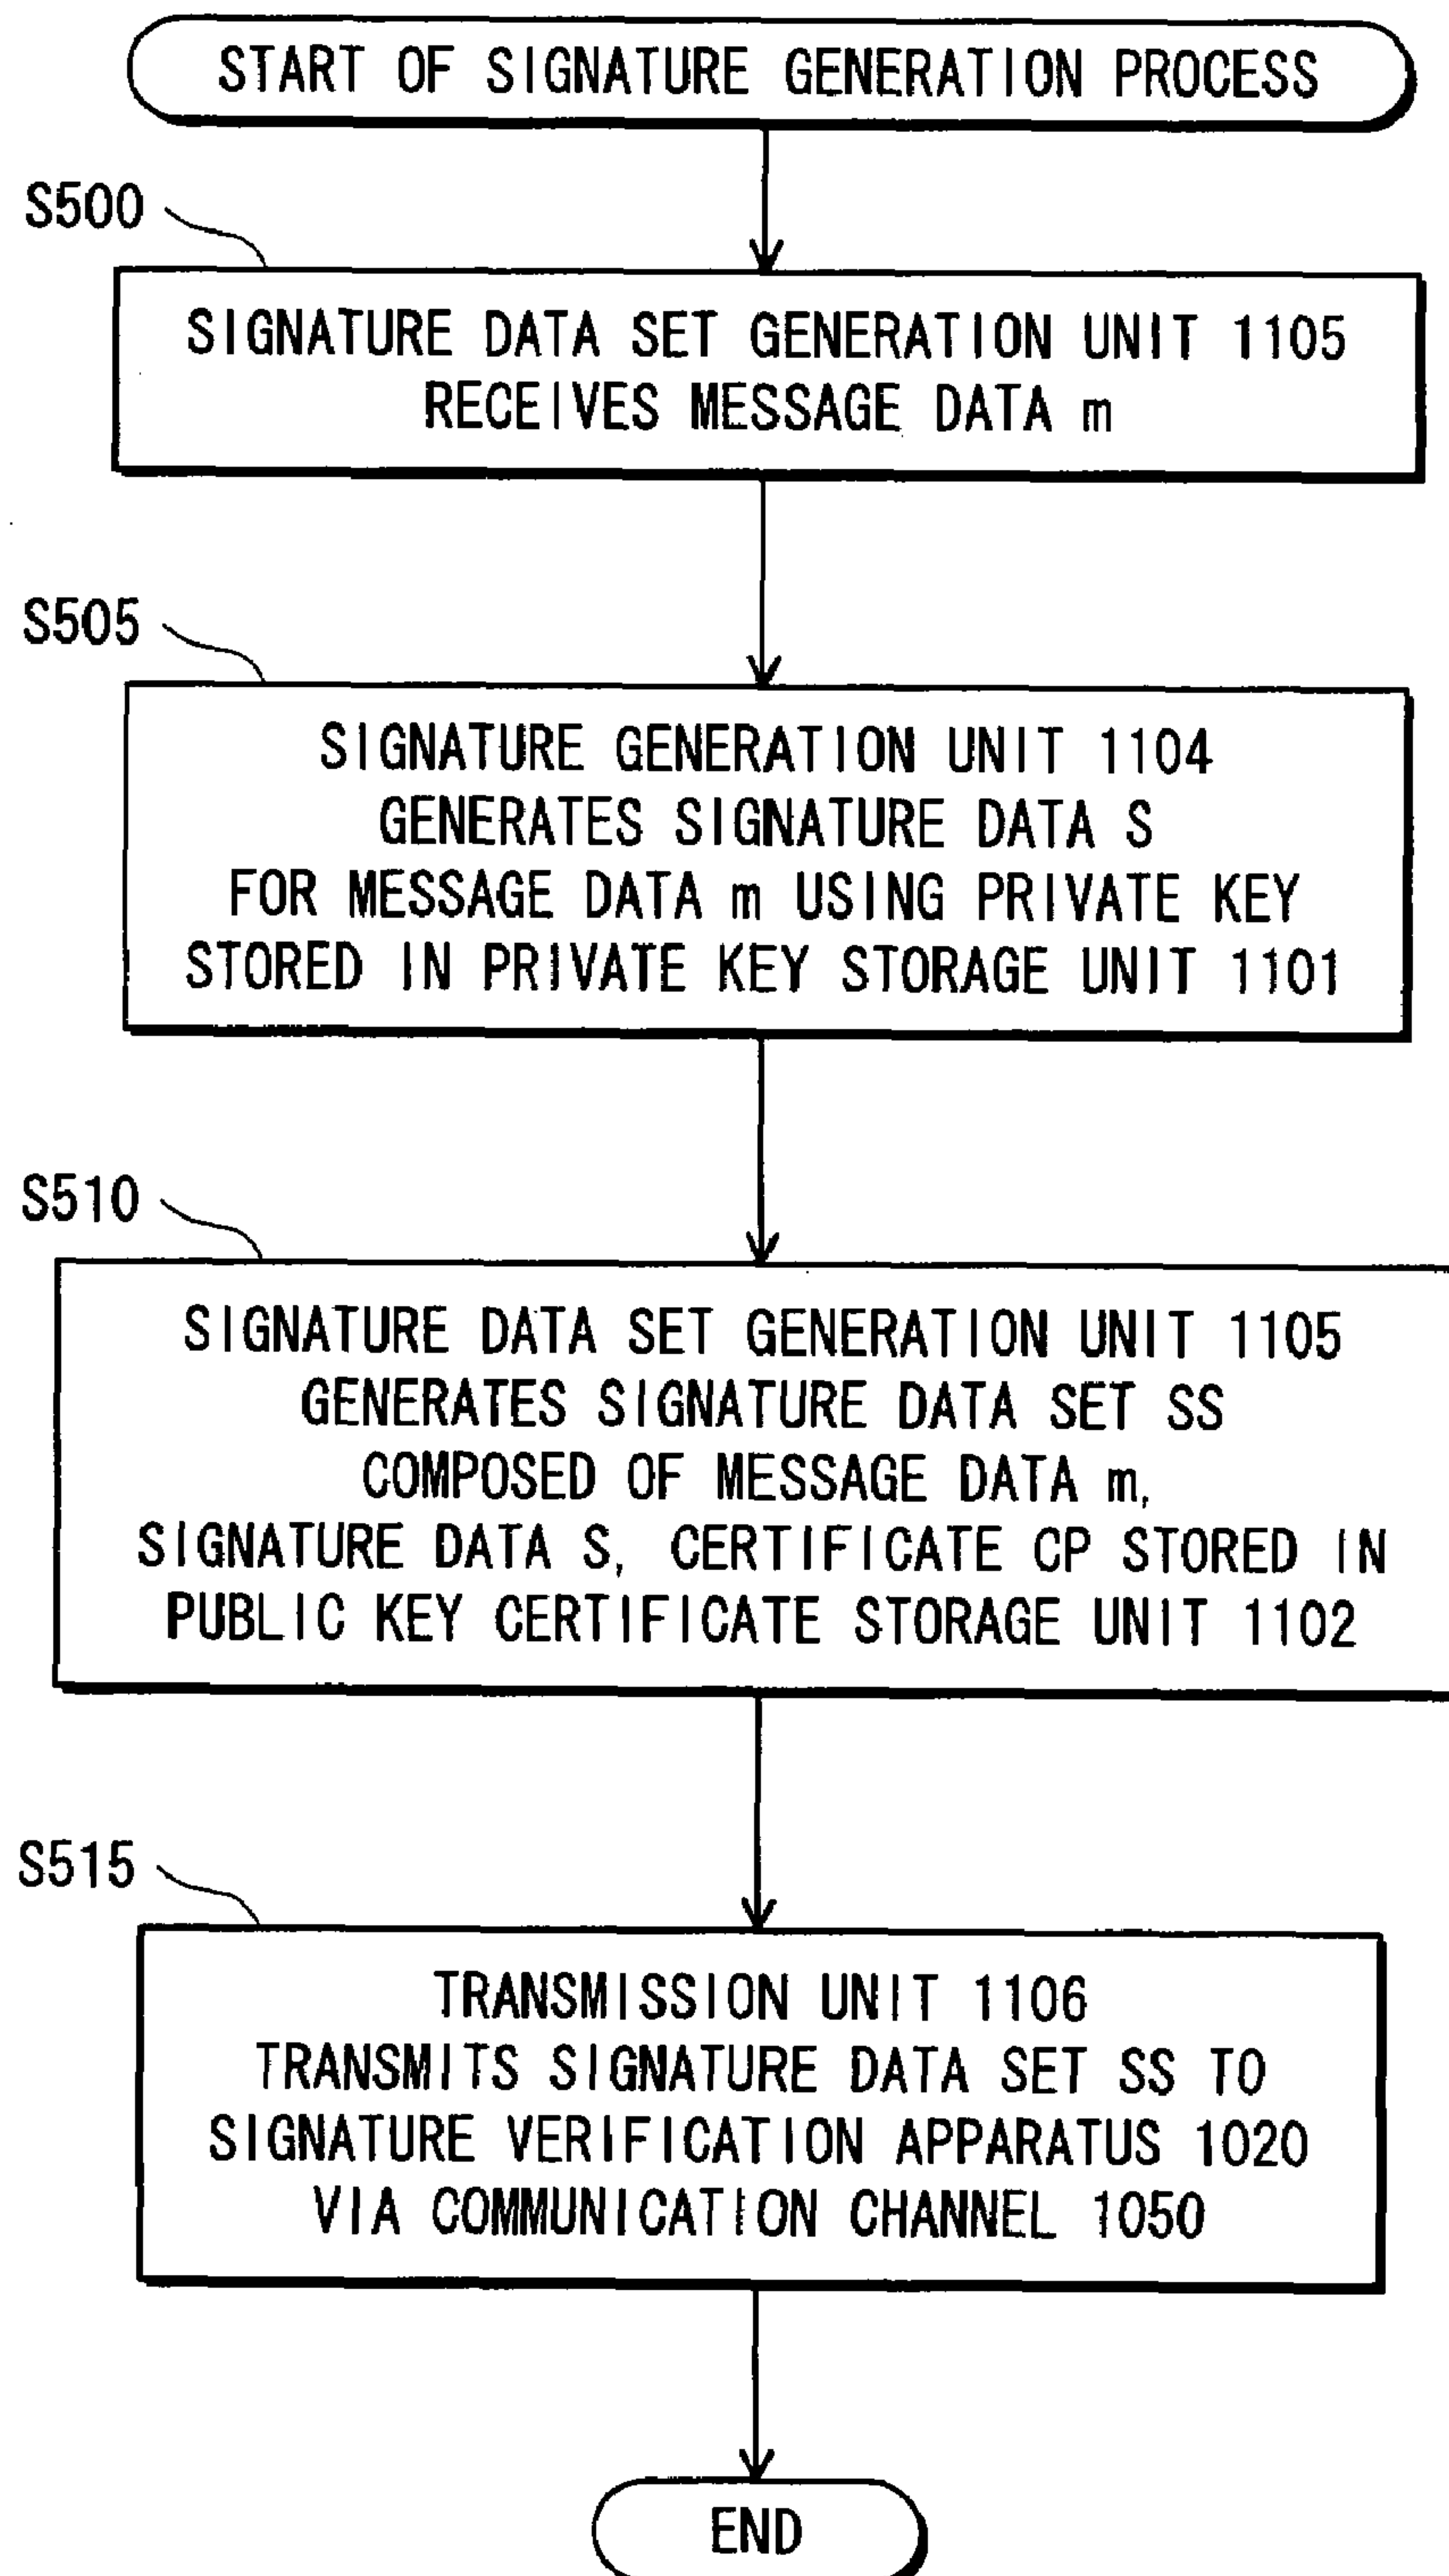 START OF SIGNATURE GENERATION PROCESS
S500
SIGNATURE DATA SET GENERATION UNIT 1105
RECEIVES MESSAGE DATA m
S505
SIGNATURE GENERATION UNIT 1104
GENERATES SIGNATURE DATA S
FOR MESSAGE DATA m USING PRIVATE KEY
STORED IN PRIVATE KEY STORAGE UNIT 1101
S510
SIGNATURE DATA SET GENERATION UNIT 1105
GENERATES SIGNATURE DATA SET SS
COMPOSED OF MESSAGE DATA m,
SIGNATURE DATA S, CERTIFICATE CP STORED IN
PUBLIC KEY CERTIFICATE STORAGE UNIT 1102
S515
TRANSMISSION UNIT 1106
TRANSMITS SIGNATURE DATA SET SS TO
SIGNATURE VERIFICATION APPARATUS 1020
VIA COMMUNICATION CHANNEL 1050
END